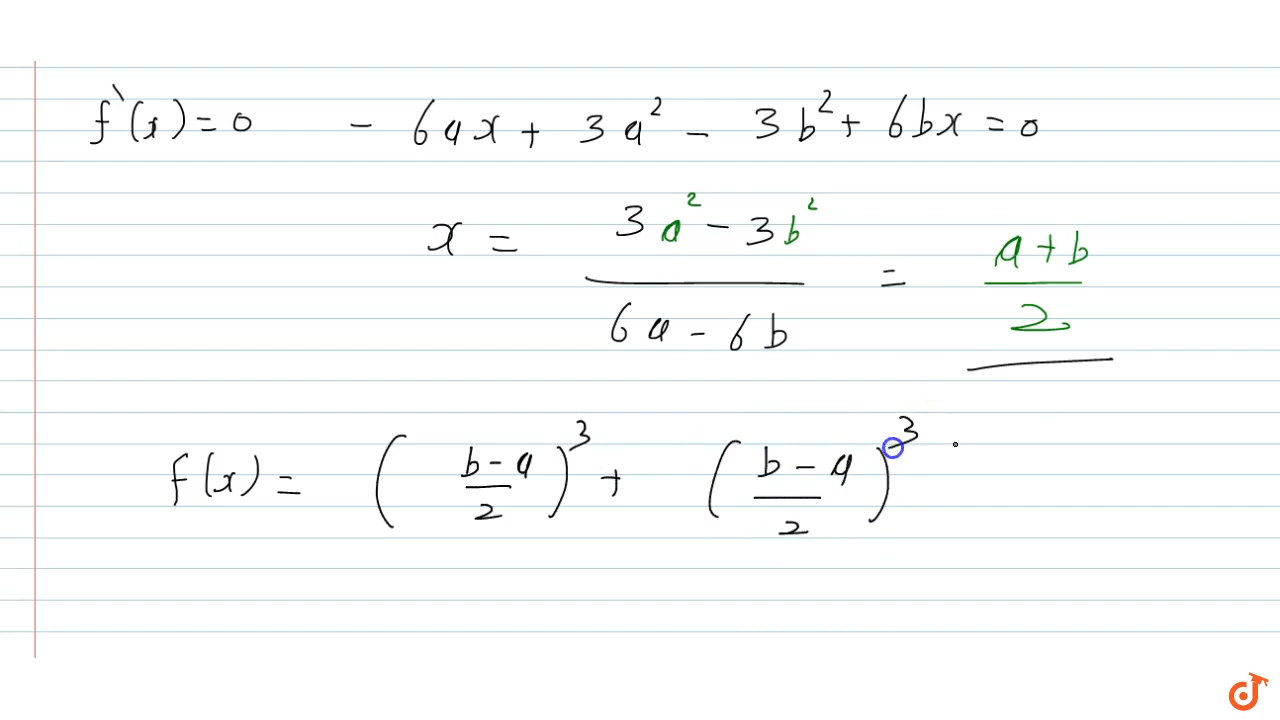 f`(x) = 0 - 6ax + 3a² - 3b² + 6bx = 0
x = (3a² - 3b²)/(6a - 6b) = (a + b)/2
f(x) = ((b - a)/2)³ + ((b - a)/2)³